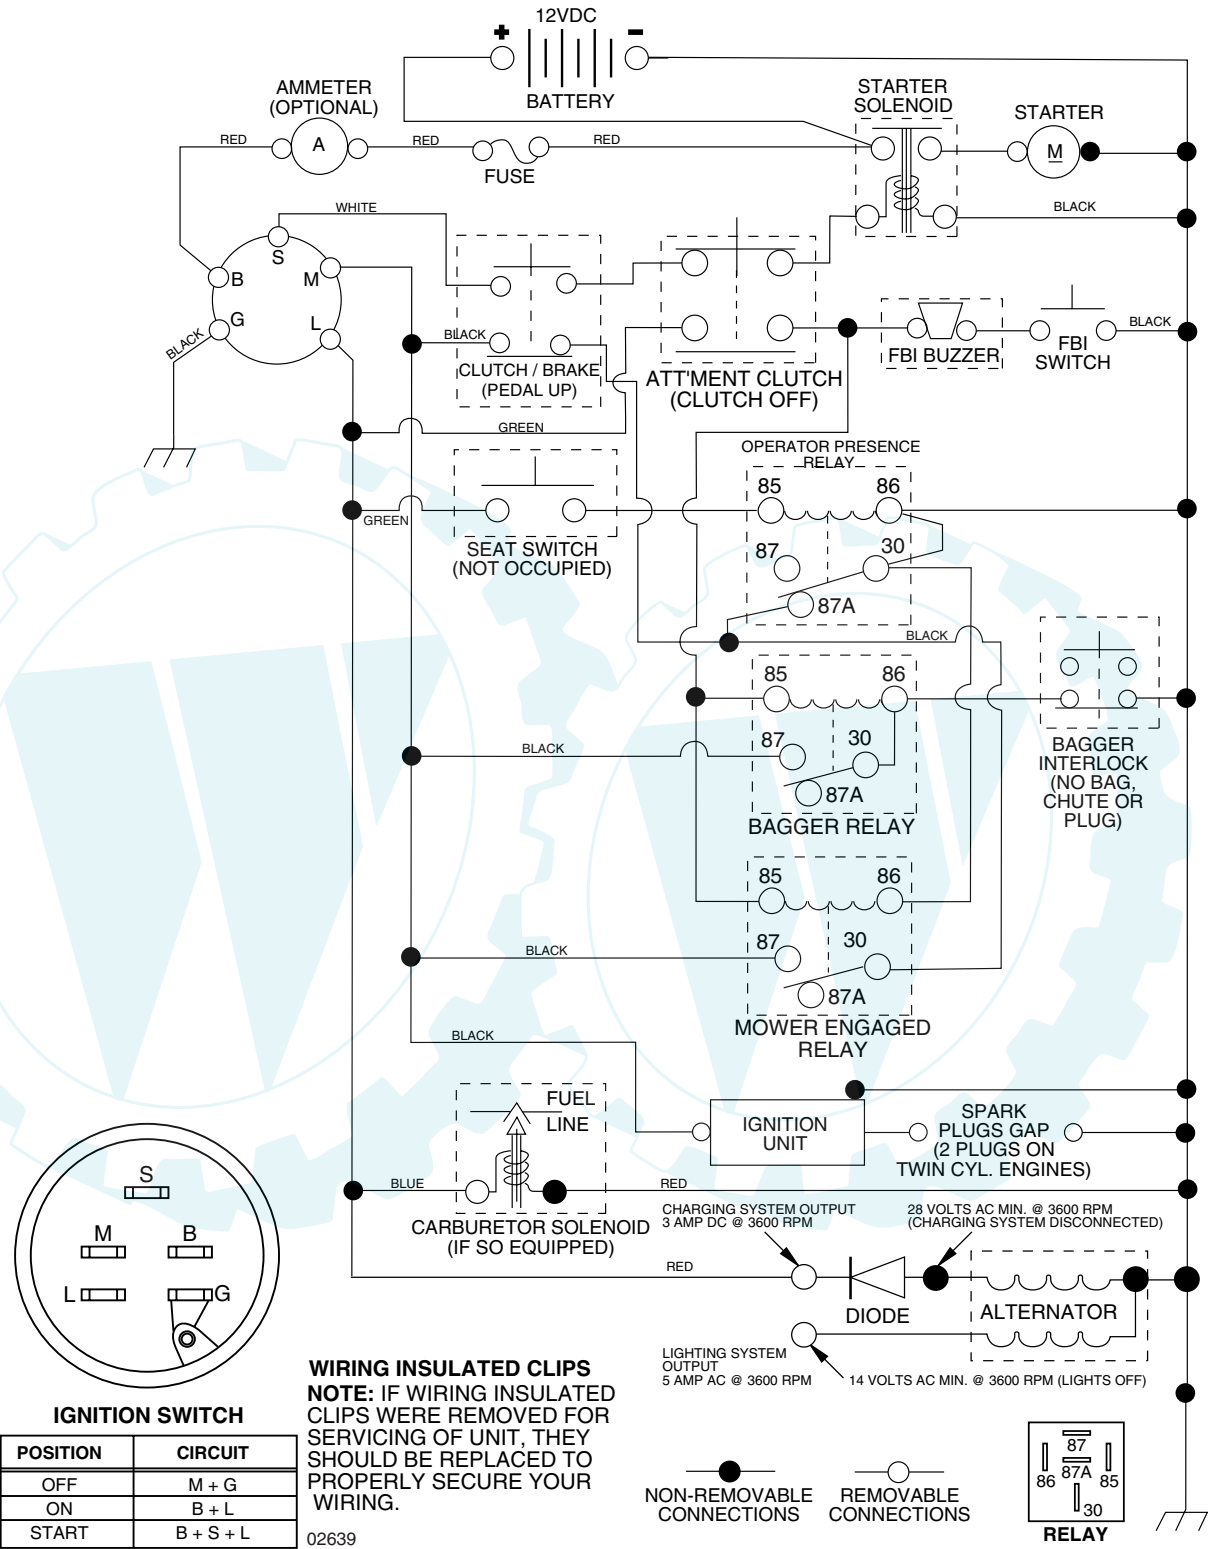 12VDC
+ -
BATTERY
AMMETER
(OPTIONAL)
STARTER
SOLENOID
STARTER
RED
A
RED
FUSE
RED
M
WHITE
BLACK
S
B
M
G
L
BLACK
BLACK
CLUTCH / BRAKE
(PEDAL UP)
ATT'MENT CLUTCH
(CLUTCH OFF)
FBI BUZZER
FBI
SWITCH
BLACK
GREEN
OPERATOR PRESENCE
RELAY
85
86
GREEN
SEAT SWITCH
(NOT OCCUPIED)
87
30
87A
BLACK
85
86
BLACK
87
30
87A
BAGGER RELAY
BAGGER
INTERLOCK
(NO BAG,
CHUTE OR
PLUG)
85
86
BLACK
87
30
87A
MOWER ENGAGED
RELAY
BLACK
FUEL
LINE
IGNITION
UNIT
SPARK
PLUGS GAP
(2 PLUGS ON
TWIN CYL. ENGINES)
BLUE
RED
CARBURETOR SOLENOID
(IF SO EQUIPPED)
CHARGING SYSTEM OUTPUT
3 AMP DC @ 3600 RPM
28 VOLTS AC MIN. @ 3600 RPM
(CHARGING SYSTEM DISCONNECTED)
RED
DIODE
ALTERNATOR
LIGHTING SYSTEM
OUTPUT
5 AMP AC @ 3600 RPM
14 VOLTS AC MIN. @ 3600 RPM (LIGHTS OFF)
S
M
B
L
G
IGNITION SWITCH
POSITION CIRCUIT
OFF M + G
ON B + L
START B + S + L
WIRING INSULATED CLIPS
NOTE: IF WIRING INSULATED
CLIPS WERE REMOVED FOR
SERVICING OF UNIT, THEY
SHOULD BE REPLACED TO
PROPERLY SECURE YOUR
WIRING.
02639
NON-REMOVABLE
CONNECTIONS
REMOVABLE
CONNECTIONS
87
87A
86
85
30
RELAY